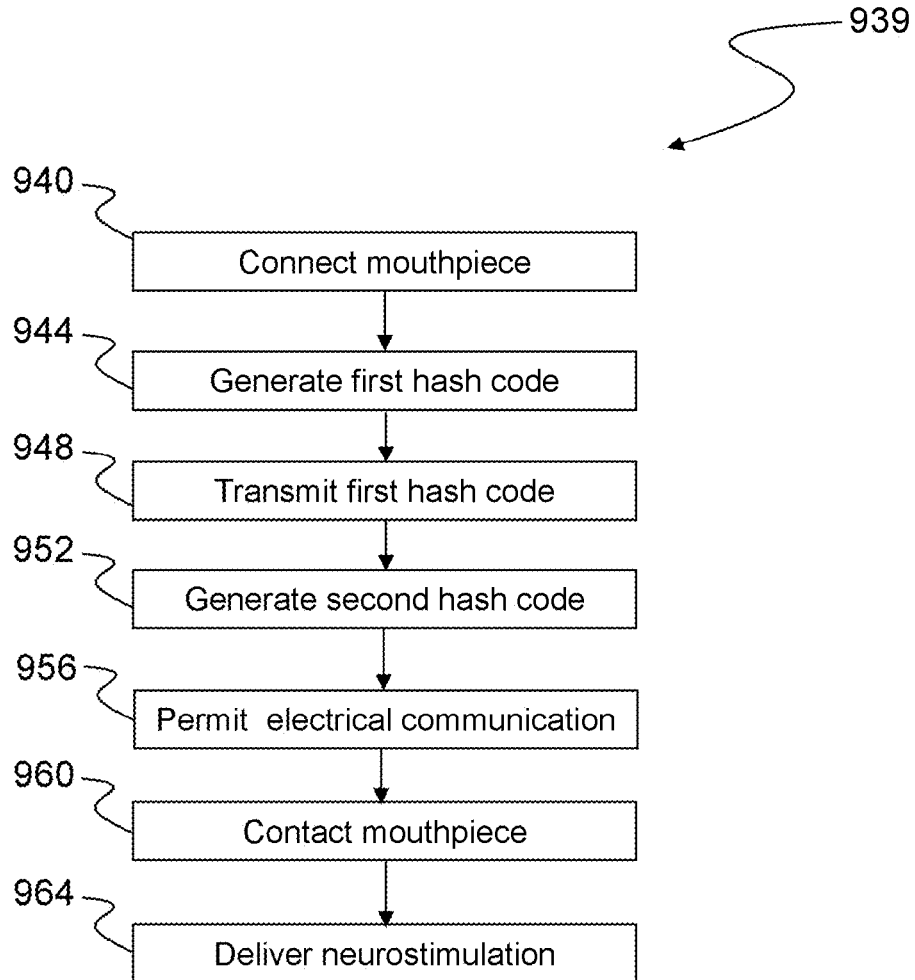 939
940
Connect mouthpiece
944
Generate first hash code
948
Transmit first hash code
952
Generate second hash code
956
Permit electrical communication
960
Contact mouthpiece
964
Deliver neurostimulation